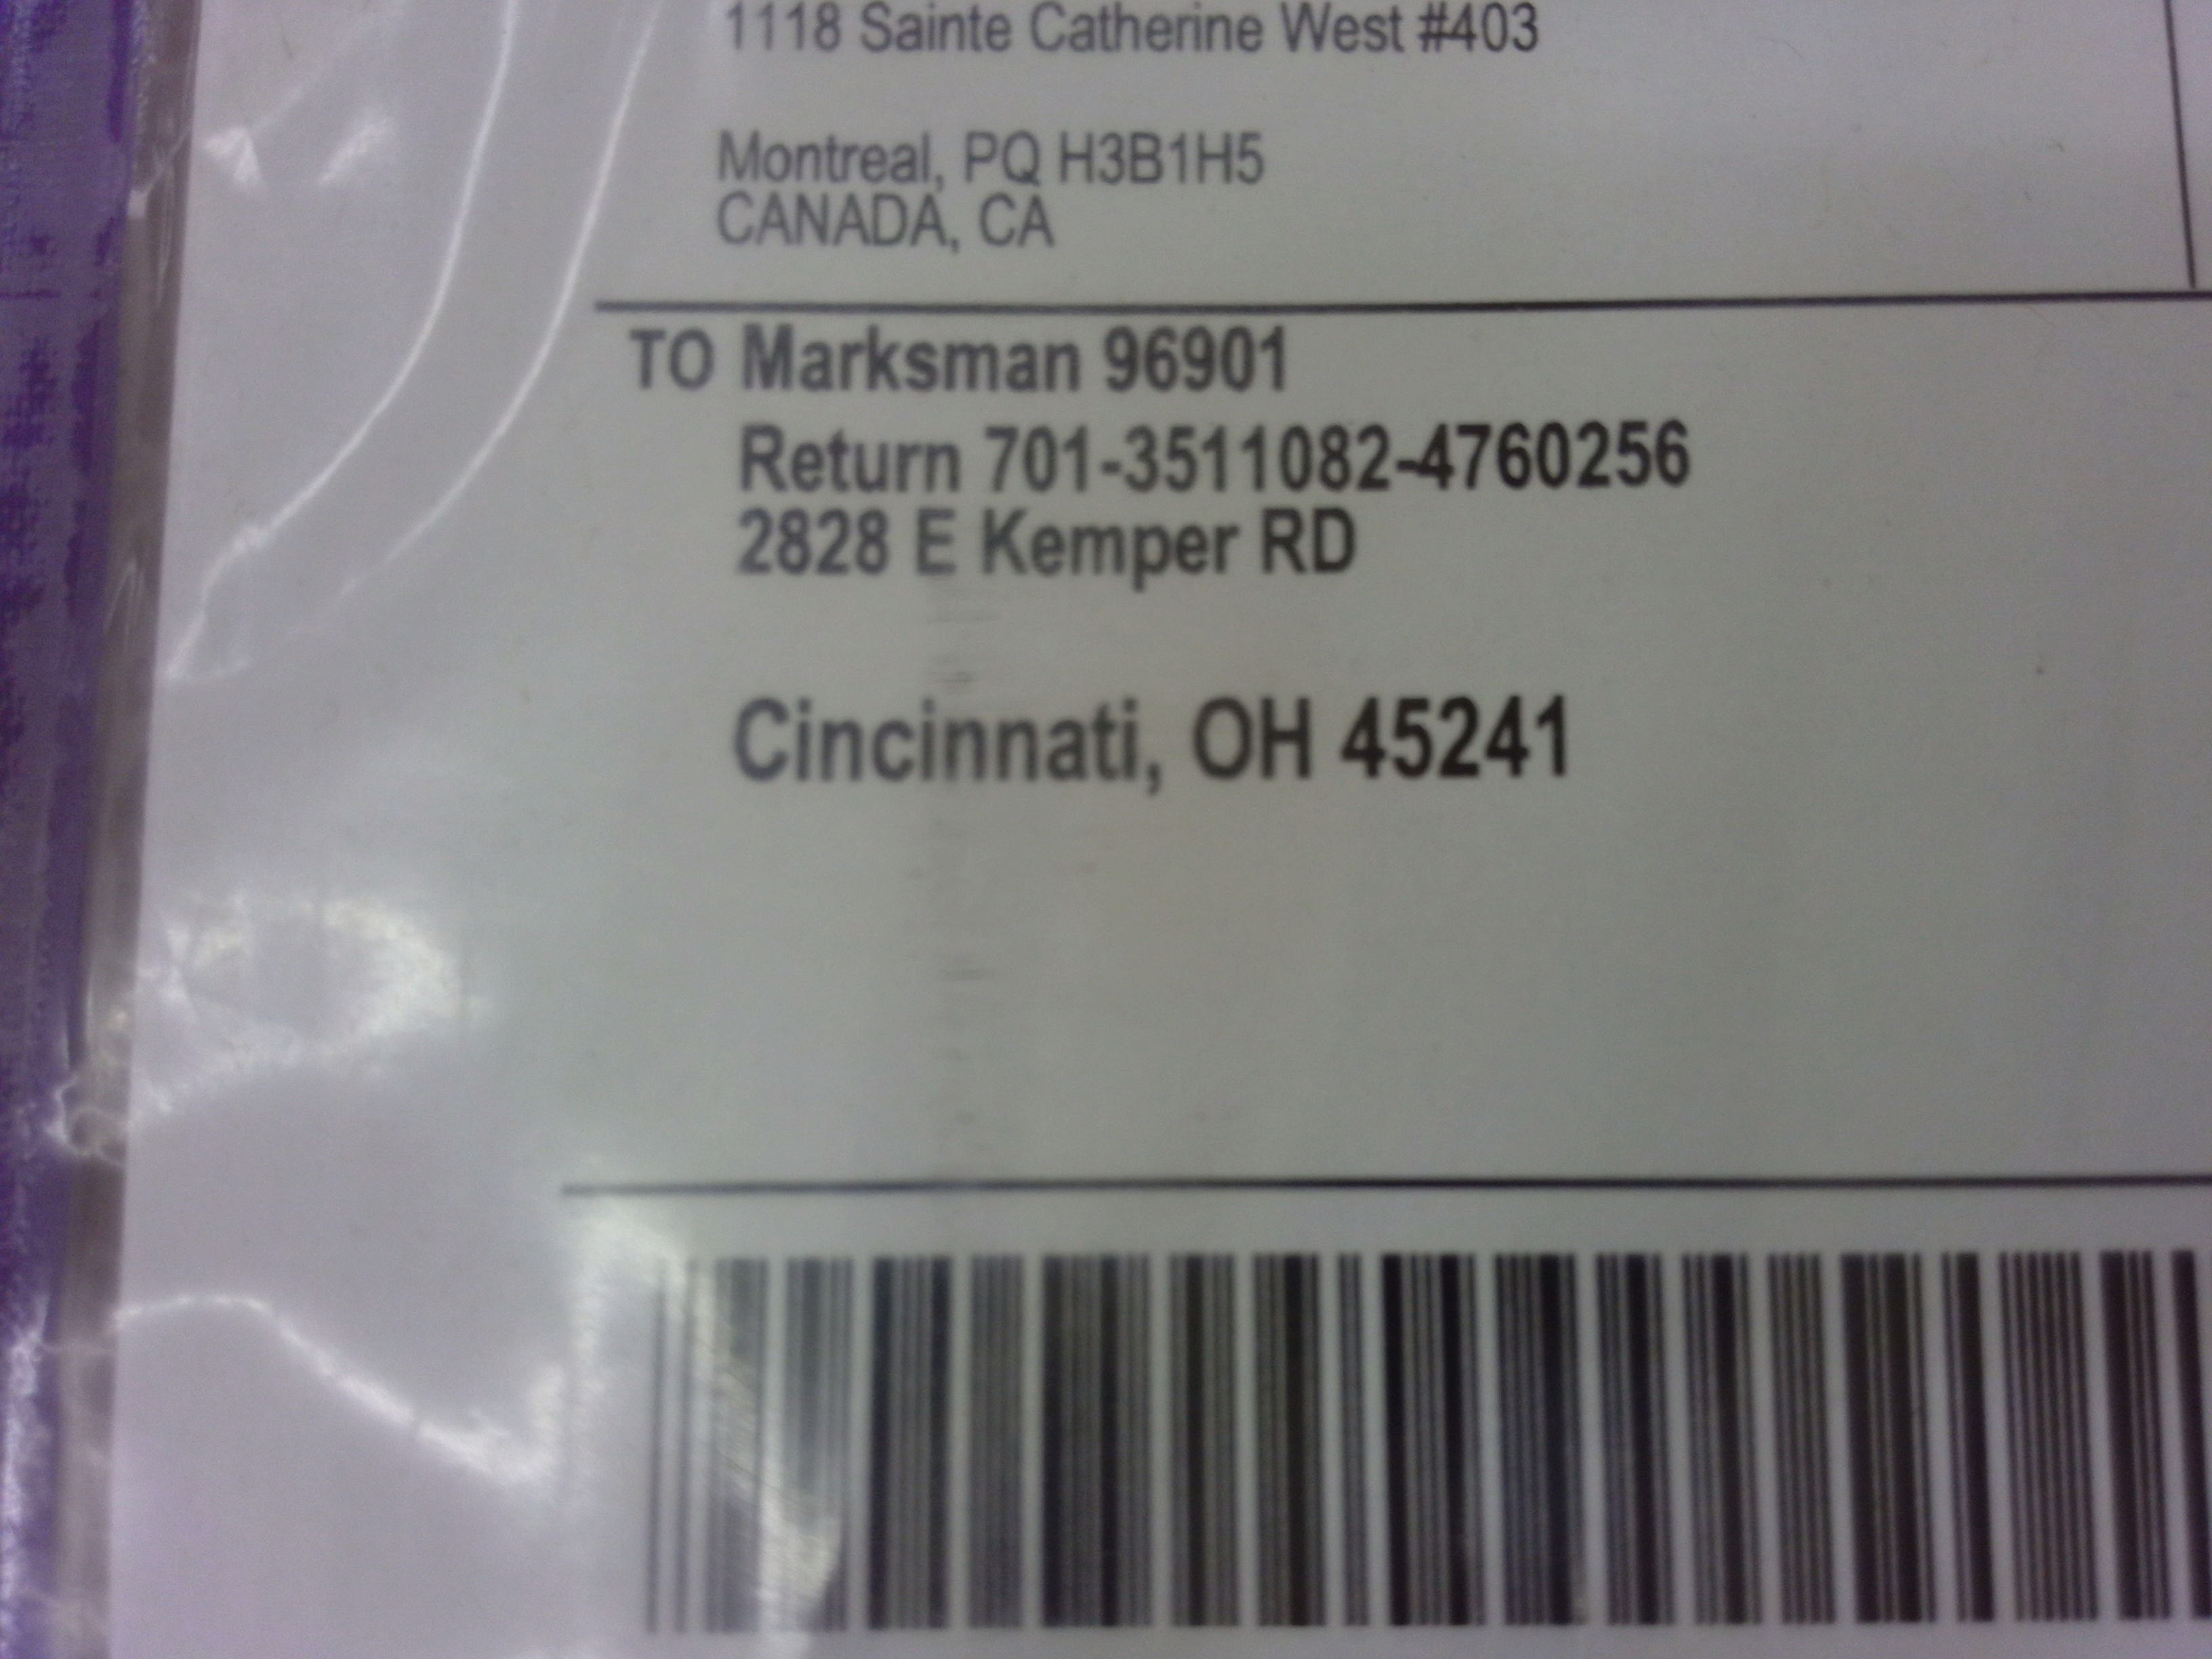 1118 Sainte Catherine West #403
Montreal, PQ H3B1H5
CANADA, CA
TO Marksman 96901
Return 701-3511082-4760256
2828 E Kemper RD
Cincinnati, OH 45241